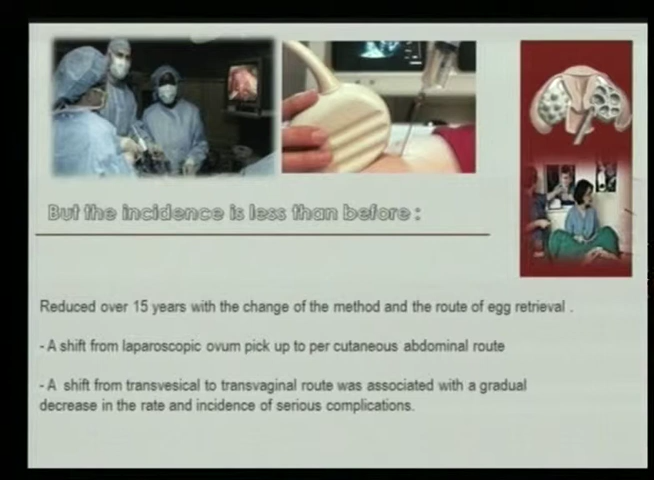 But the incidence is less than before :
Reduced over 15 years with the change of the method and the route of egg retrieval .
- A shift from laparoscopic ovum pick up to per cutaneous abdominal route
- A shift from transvesical to transvaginal route was associated with a gradual
decrease in the rate and incidence of serious complications.